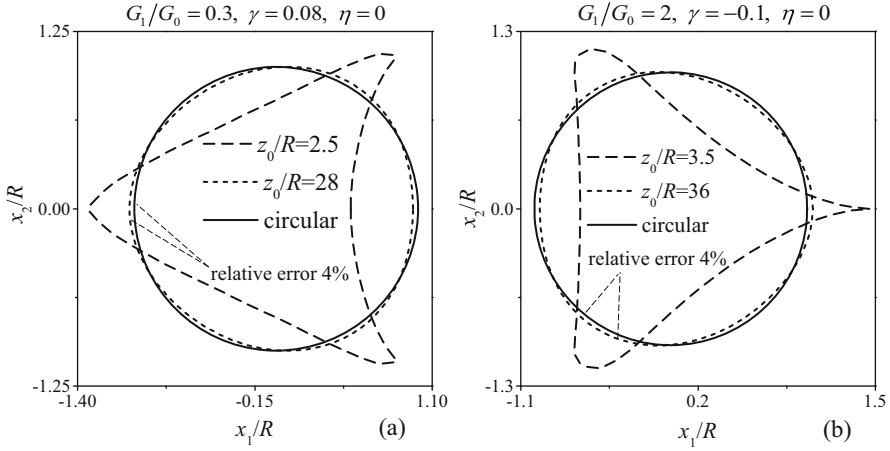 G₁/G₀ = 0.3, γ = 0.08, η = 0
1.25
x₂/R
0.00
-1.25
z₀/R=2.5
z₀/R=28
circular
relative error 4%
-1.40
-0.15
1.10
x₁/R
(a)
G₁/G₀ = 2, γ = −0.1, η = 0
1.3
x₂/R
0.0
-1.3
z₀/R=3.5
z₀/R=36
circular
relative error 4%
-1.1
0.2
1.5
x₁/R
(b)